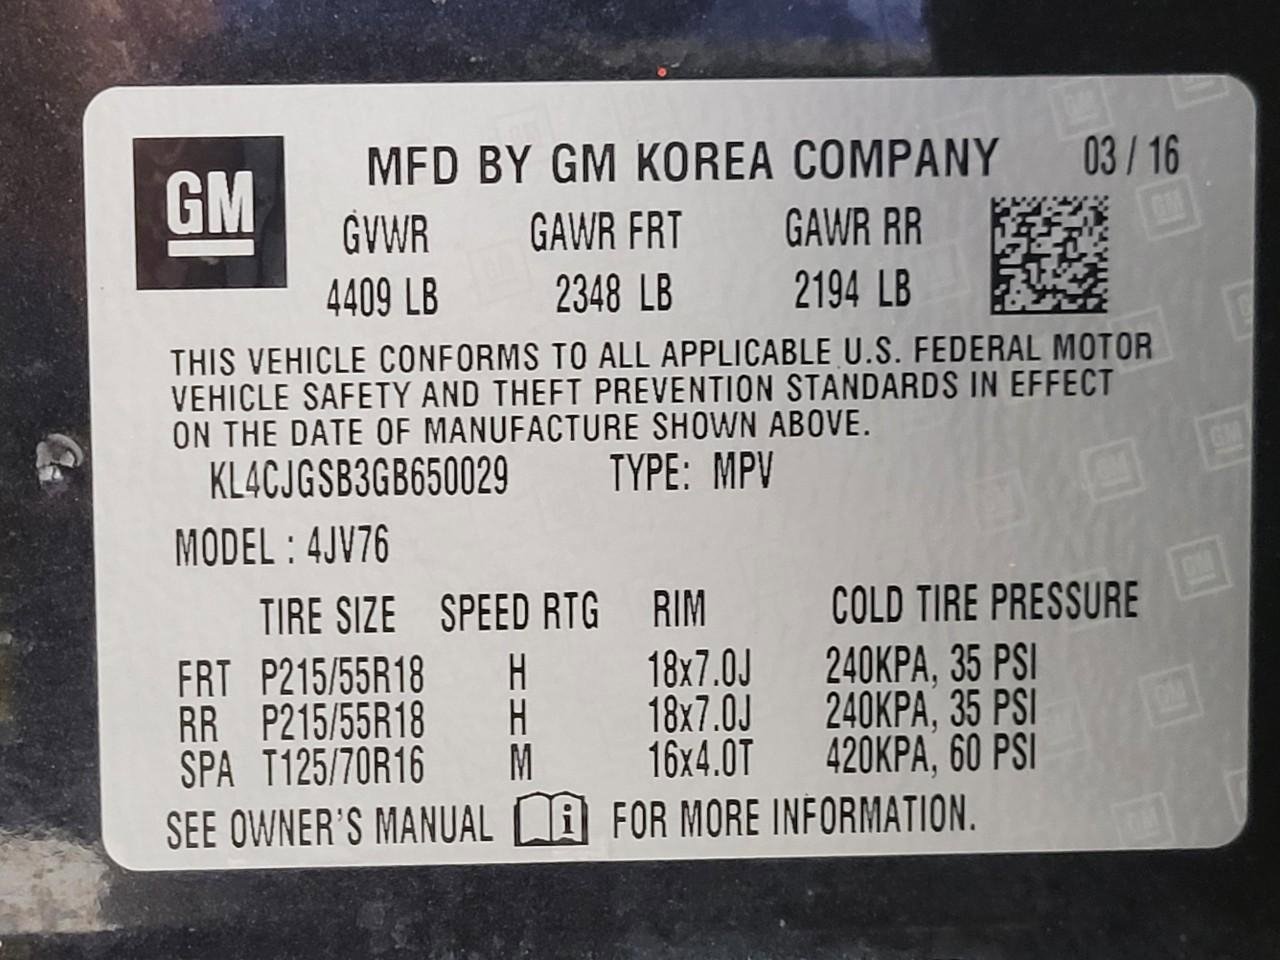 GM
MFD BY GM KOREA COMPANY 03 / 16
GVWR GAWR FRT GAWR RR
4409 LB 2348 LB 2194 LB
THIS VEHICLE CONFORMS TO ALL APPLICABLE U.S. FEDERAL MOTOR
VEHICLE SAFETY AND THEFT PREVENTION STANDARDS IN EFFECT
ON THE DATE OF MANUFACTURE SHOWN ABOVE.
KL4CJGSB3GB650029 TYPE: MPV
MODEL : 4JV76
TIRE SIZE SPEED RTG RIM COLD TIRE PRESSURE
FRT P215/55R18 H 18x7.0J 240KPA, 35 PSI
RR P215/55R18 H 18x7.0J 240KPA, 35 PSI
SPA T125/70R16 M 16x4.0T 420KPA, 60 PSI
SEE OWNER'S MANUAL i FOR MORE INFORMATION.